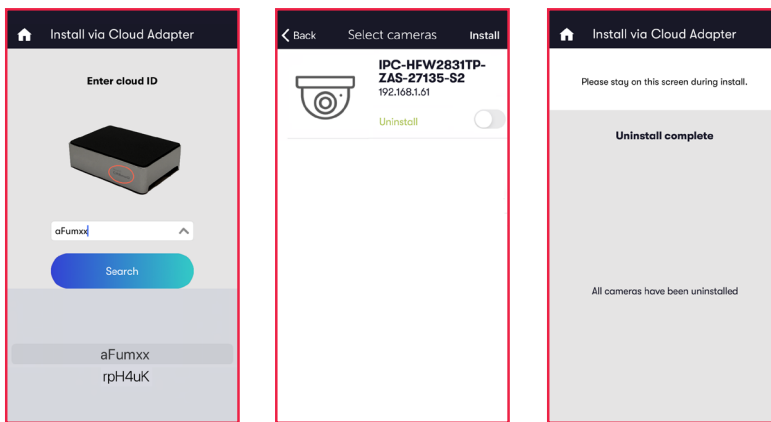 Install via Cloud Adapter
Enter cloud ID
aFumxx
Search
aFumxx
rpH4uK
Back
Select cameras
Install
IPC-HFW2831TP-
ZAS-27135-S2
192.168.1.61
Uninstall
Install via Cloud Adapter
Please stay on this screen during install.
Uninstall complete
All cameras have been uninstalled